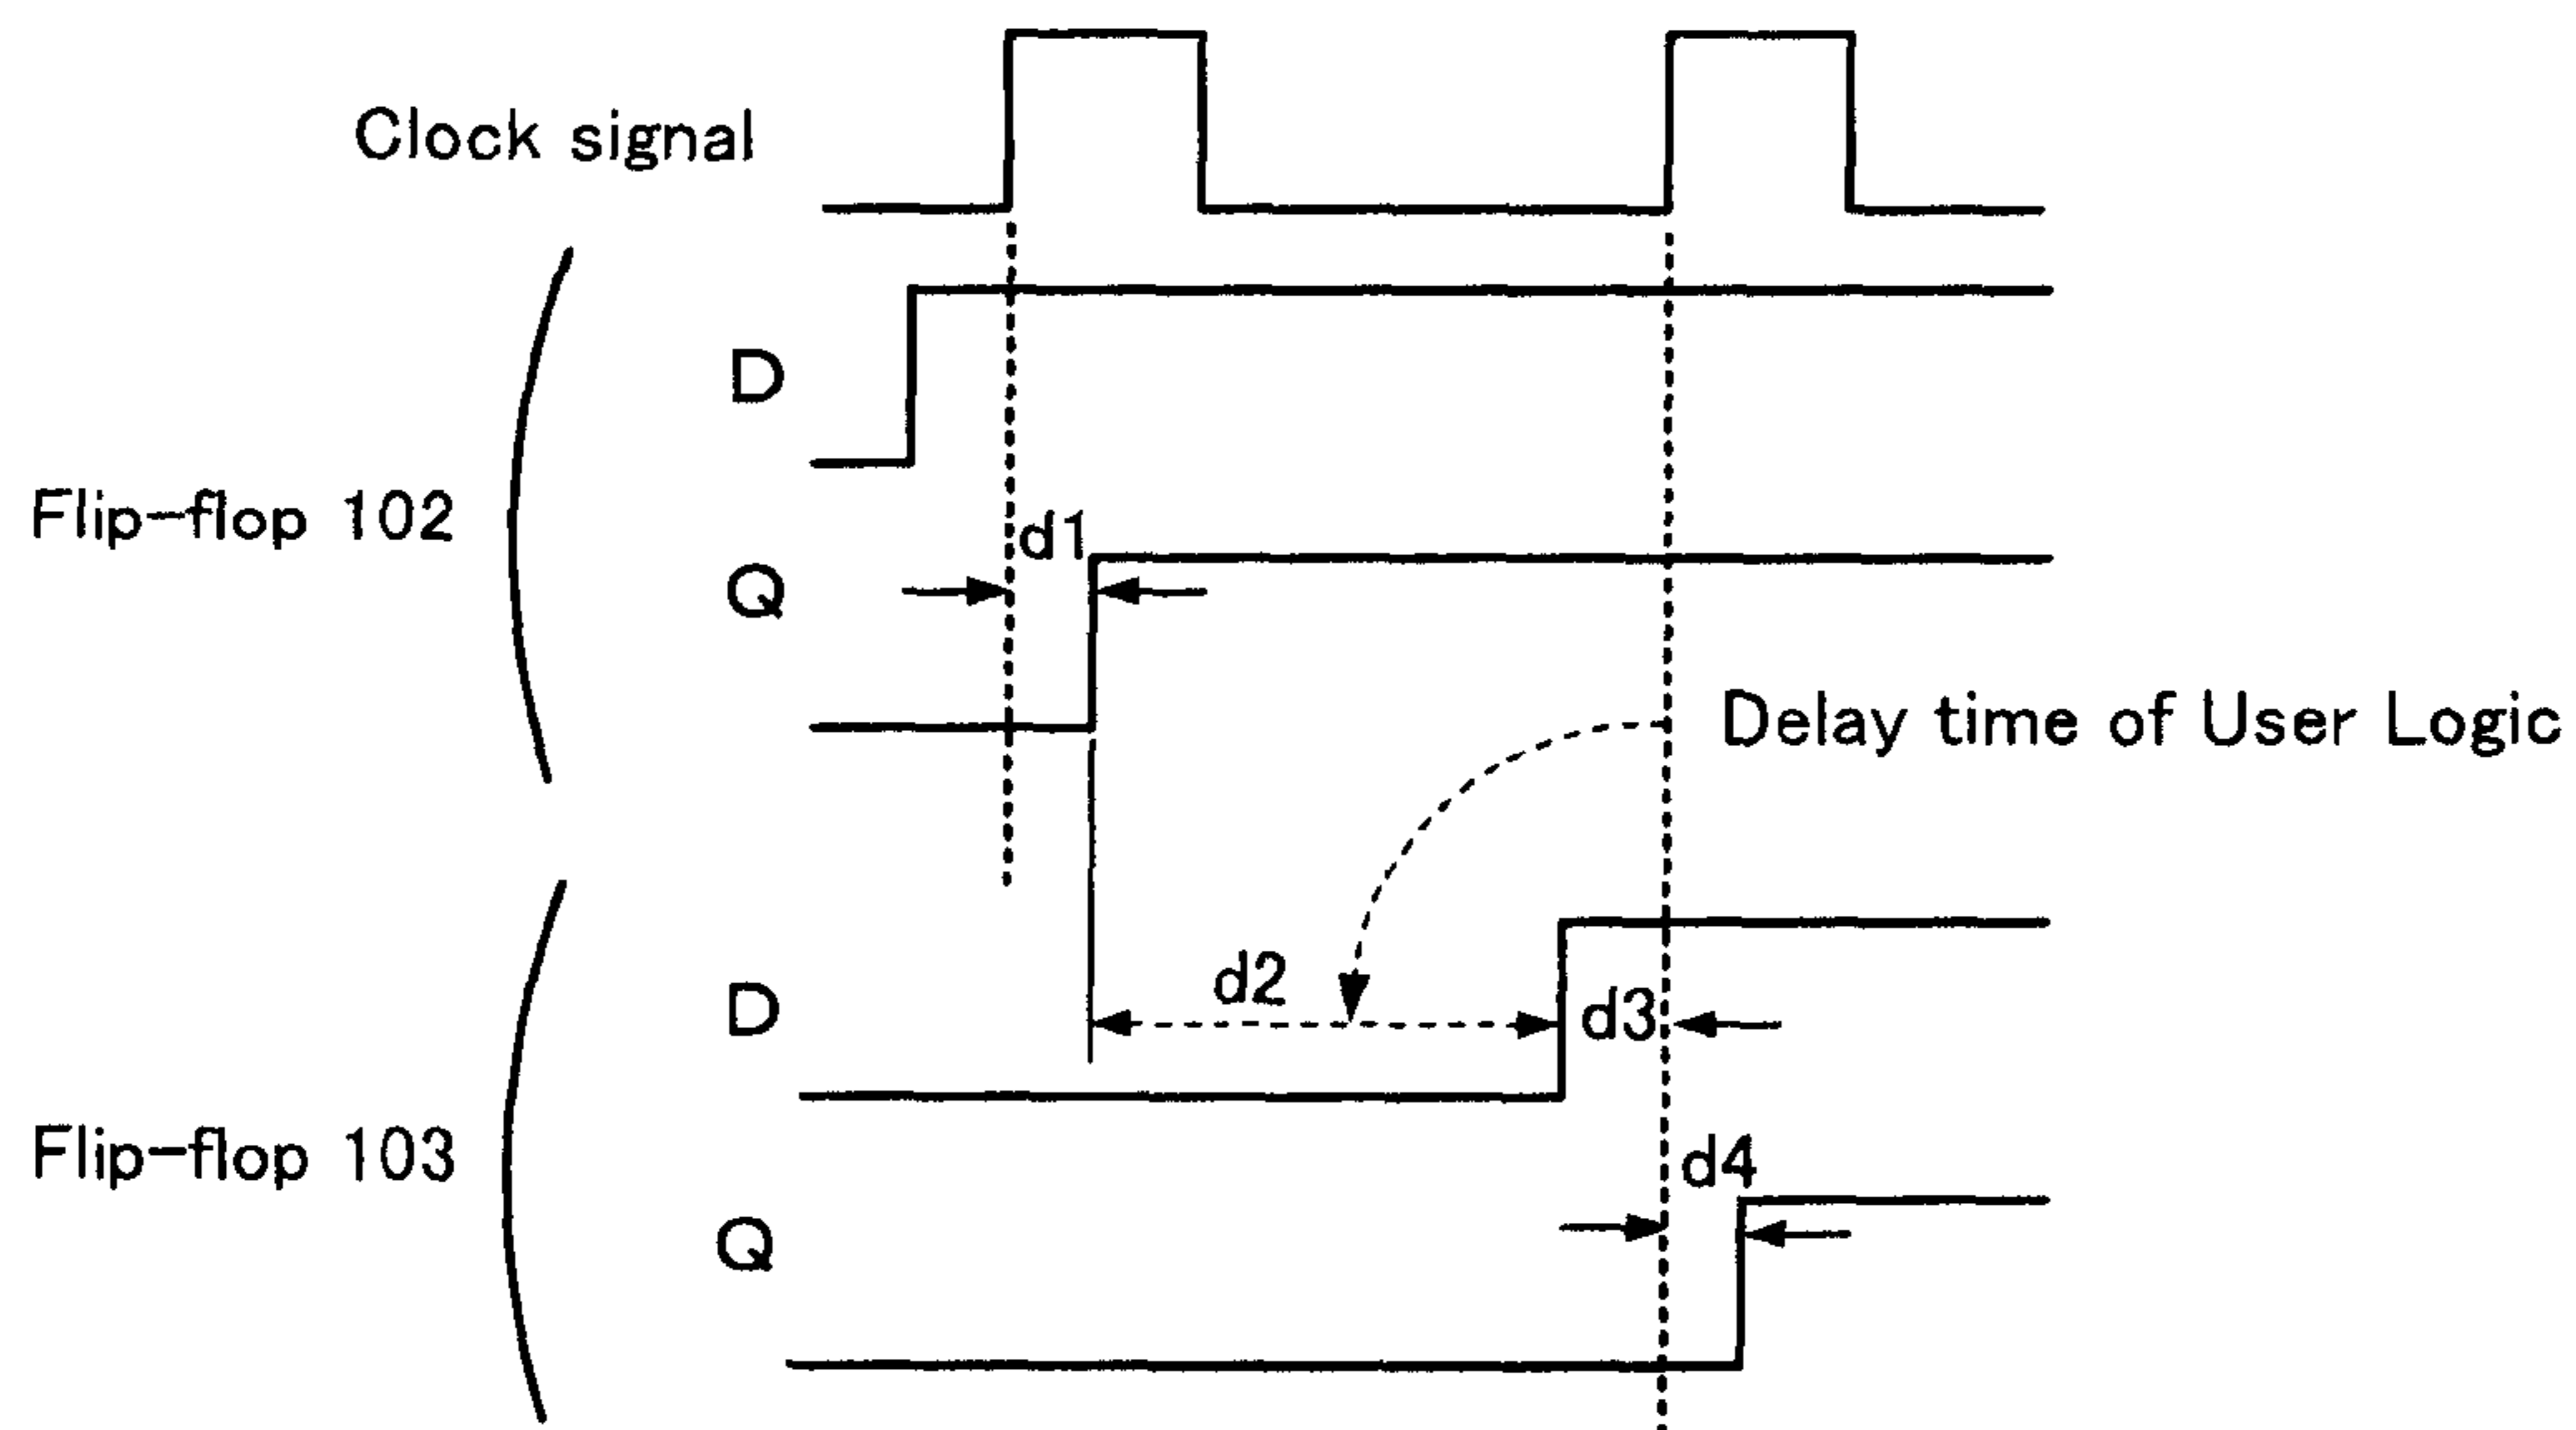 Clock signal
D
Flip-flop 102
d1
Q
Delay time of User Logic
d2
D
d3
Flip-flop 103
d4
Q